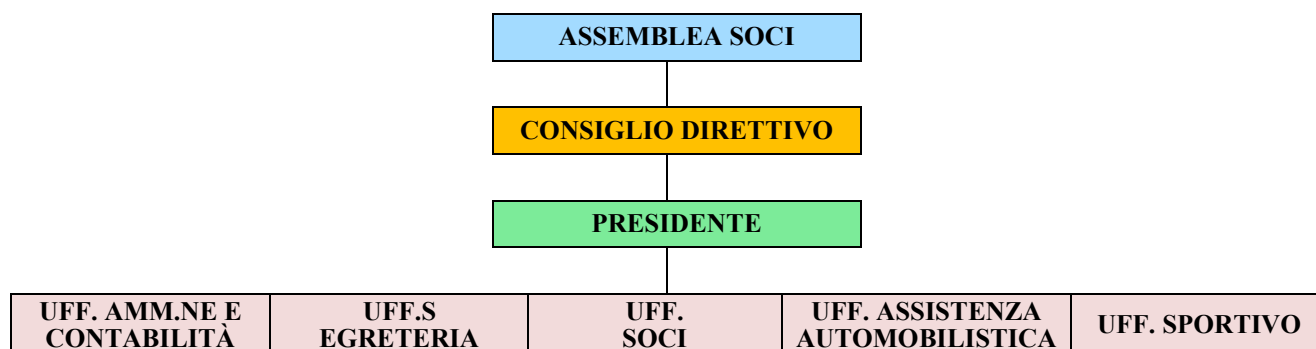 ASSEMBLEA SOCI
CONSIGLIO DIRETTIVO
PRESIDENTE
UFF. AMM.NE E
CONTABILITÀ
UFF.S
EGRETERIA
UFF.
SOCI
UFF. ASSISTENZA
AUTOMOBILISTICA
UFF. SPORTIVO